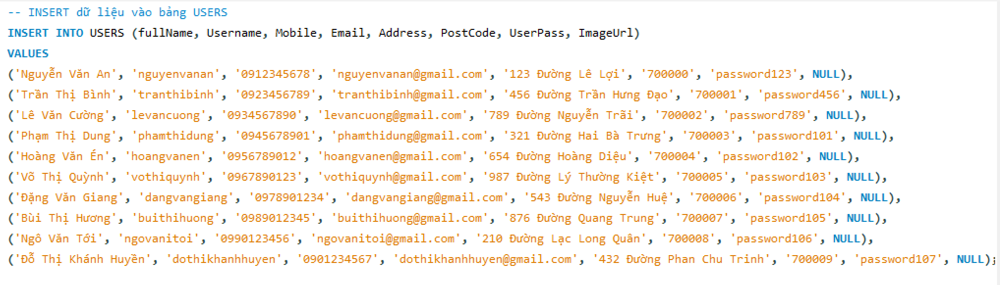 -- INSERT dữ liệu vào bảng USERS
INSERT INTO USERS (fullName, Username, Mobile, Email, Address, PostCode, UserPass, ImageUrl)
VALUES
('Nguyễn Văn An', 'nguyenvanan', '0912345678', 'nguyenvanan@gmail.com', '123 Đường Lê Lợi', '700000', 'password123', NULL),
('Trần Thị Bình', 'tranthibinh', '0923456789', 'tranthibinh@gmail.com', '456 Đường Trần Hưng Đạo', '700001', 'password456', NULL),
('Lê Văn Cường', 'levancuong', '0934567890', 'levancuong@gmail.com', '789 Đường Nguyễn Trãi', '700002', 'password789', NULL),
('Phạm Thị Dung', 'phamthidung', '0945678901', 'phamthidung@gmail.com', '321 Đường Hai Bà Trưng', '700003', 'password101', NULL),
('Hoàng Văn Én', 'hoangvanen', '0956789012', 'hoangvanen@gmail.com', '654 Đường Hoàng Diệu', '700004', 'password102', NULL),
('Võ Thị Quỳnh', 'vothiquynh', '0967890123', 'vothiquynh@gmail.com', '987 Đường Lý Thường Kiệt', '700005', 'password103', NULL),
('Đặng Văn Giang', 'dangvangiang', '0978901234', 'dangvangiang@gmail.com', '543 Đường Nguyễn Huệ', '700006', 'password104', NULL),
('Bùi Thị Hương', 'buithihuong', '0989012345', 'buithihuong@gmail.com', '876 Đường Quang Trung', '700007', 'password105', NULL),
('Ngô Văn Tới', 'ngovanitoi', '0990123456', 'ngovanitoi@gmail.com', '210 Đường Lạc Long Quân', '700008', 'password106', NULL),
('Đỗ Thị Khánh Huyền', 'dothikhanhhuyen', '0901234567', 'dothikhanhhuyen@gmail.com', '432 Đường Phan Chu Trinh', '700009', 'password107', NULL);